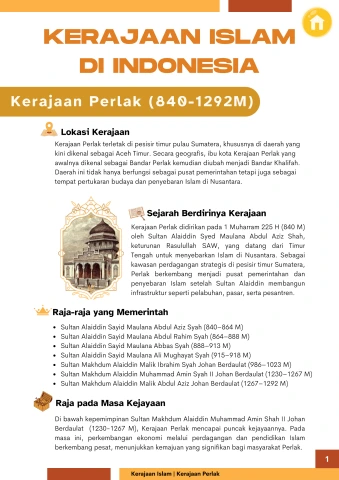 KERAJAAN ISLAM
DI INDONESIA
Kerajaan Perlak (840-1292M)
Lokasi Kerajaan
Kerajaan Perlak terletak di pesisir timur pulau Sumatera, khususnya di daerah yang
kini dikenal sebagai Aceh Timur. Secara geografis, ibu kota Kerajaan Perlak yang
awalnya dikenal sebagai Bandar Perlak kemudian diubah menjadi Bandar Khalifah.
Daerah ini tidak hanya berfungsi sebagai pusat pemerintahan tetapi juga sebagai
tempat pertukaran budaya dan penyebaran Islam di Nusantara.
Sejarah Berdirinya Kerajaan
Kerajaan Perlak didirikan pada 1 Muharram 225 H (840 M)
oleh Sultan Alaiddin Syed Maulana Abdul Aziz Shah,
keturunan Rasulullah SAW, yang datang dari Timur
Tengah untuk menyebarkan Islam di Nusantara. Sebagai
kawasan perdagangan strategis di pesisir timur Sumatera,
Perlak berkembang menjadi pusat pemerintahan dan
penyebaran Islam setelah Sultan Alaiddin membangun
infrastruktur seperti pelabuhan, pasar, serta pesantren.
Raja-raja yang Memerintah
• Sultan Alaiddin Sayid Maulana Abdul Aziz Syah (840–864 M)
• Sultan Alaiddin Sayid Maulana Abdul Rahim Syah (864–888 M)
• Sultan Alaiddin Sayid Maulana Abbas Syah (888–913 M)
• Sultan Alaiddin Sayid Maulana Ali Mughayat Syah (915–918 M)
• Sultan Makhdum Alaiddin Malik Ibrahim Syah Johan Berdaulat (986–1023 M)
• Sultan Makhdum Alaiddin Muhammad Amin Syah II Johan Berdaulat (1230–1267 M)
• Sultan Makhdum Alaiddin Malik Abdul Aziz Johan Berdaulat (1267–1292 M)
Raja pada Masa Kejayaan
Di bawah kepemimpinan Sultan Makhdum Alaiddin Muhammad Amin Shah II Johan
Berdaulat (1230-1267 M), Kerajaan Perlak mencapai puncak kejayaannya. Pada
masa ini, perkembangan ekonomi melalui perdagangan dan pendidikan Islam
berkembang pesat, menunjukkan kemajuan yang signifikan bagi masyarakat Perlak.
1
Kerajaan Islam | Kerajaan Perlak